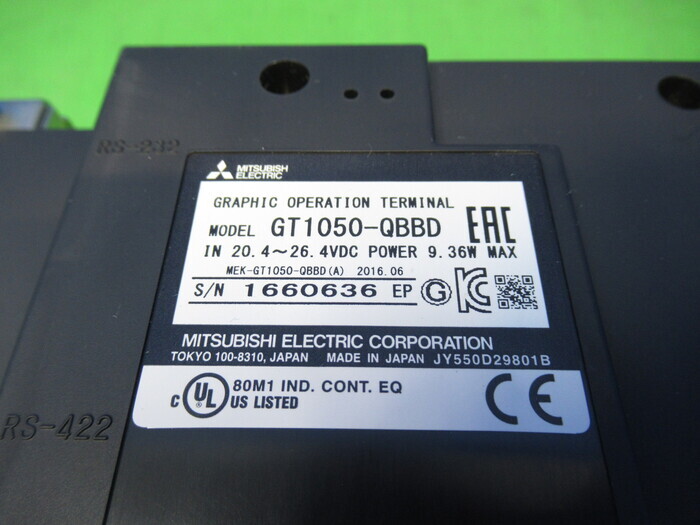 RS-232
MITSUBISHI
ELECTRIC
GRAPHIC OPERATION TERMINAL
MODEL GT1050-QBBD
EAC
IN 20.4~26.4VDC POWER 9.36W MAX
MEK-GT1050-QBBD(A) 2016.06
S/N 1660636 EP
G
MITSUBISHI ELECTRIC CORPORATION
TOKYO 100-8310, JAPAN MADE IN JAPAN JY550D29801B
C UL US LISTED
80M1 IND. CONT. EQ
CE
RS-422